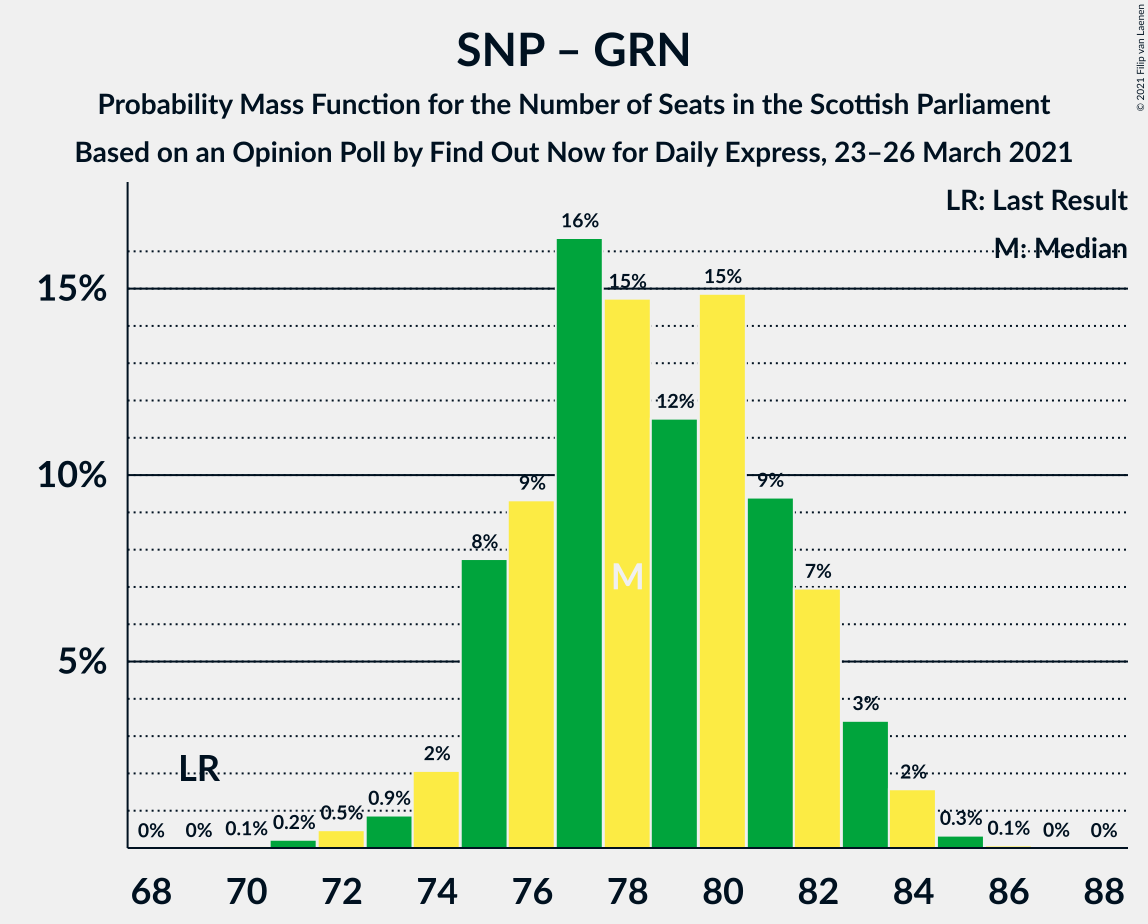 SNP – GRN
Probability Mass Function for the Number of Seats in the Scottish Parliament
Based on an Opinion Poll by Find Out Now for Daily Express, 23–26 March 2021
© 2021 Filip van Laenen
LR: Last Result
M: Median
15%
10%
5%
0% 0% 0.1% 0.2% 0.5% 0.9% 2% 8% 9% 16% 15% 12% 15% 9% 7% 3% 2% 0.3% 0.1% 0% 0%
LR
M
68 70 72 74 76 78 80 82 84 86 88